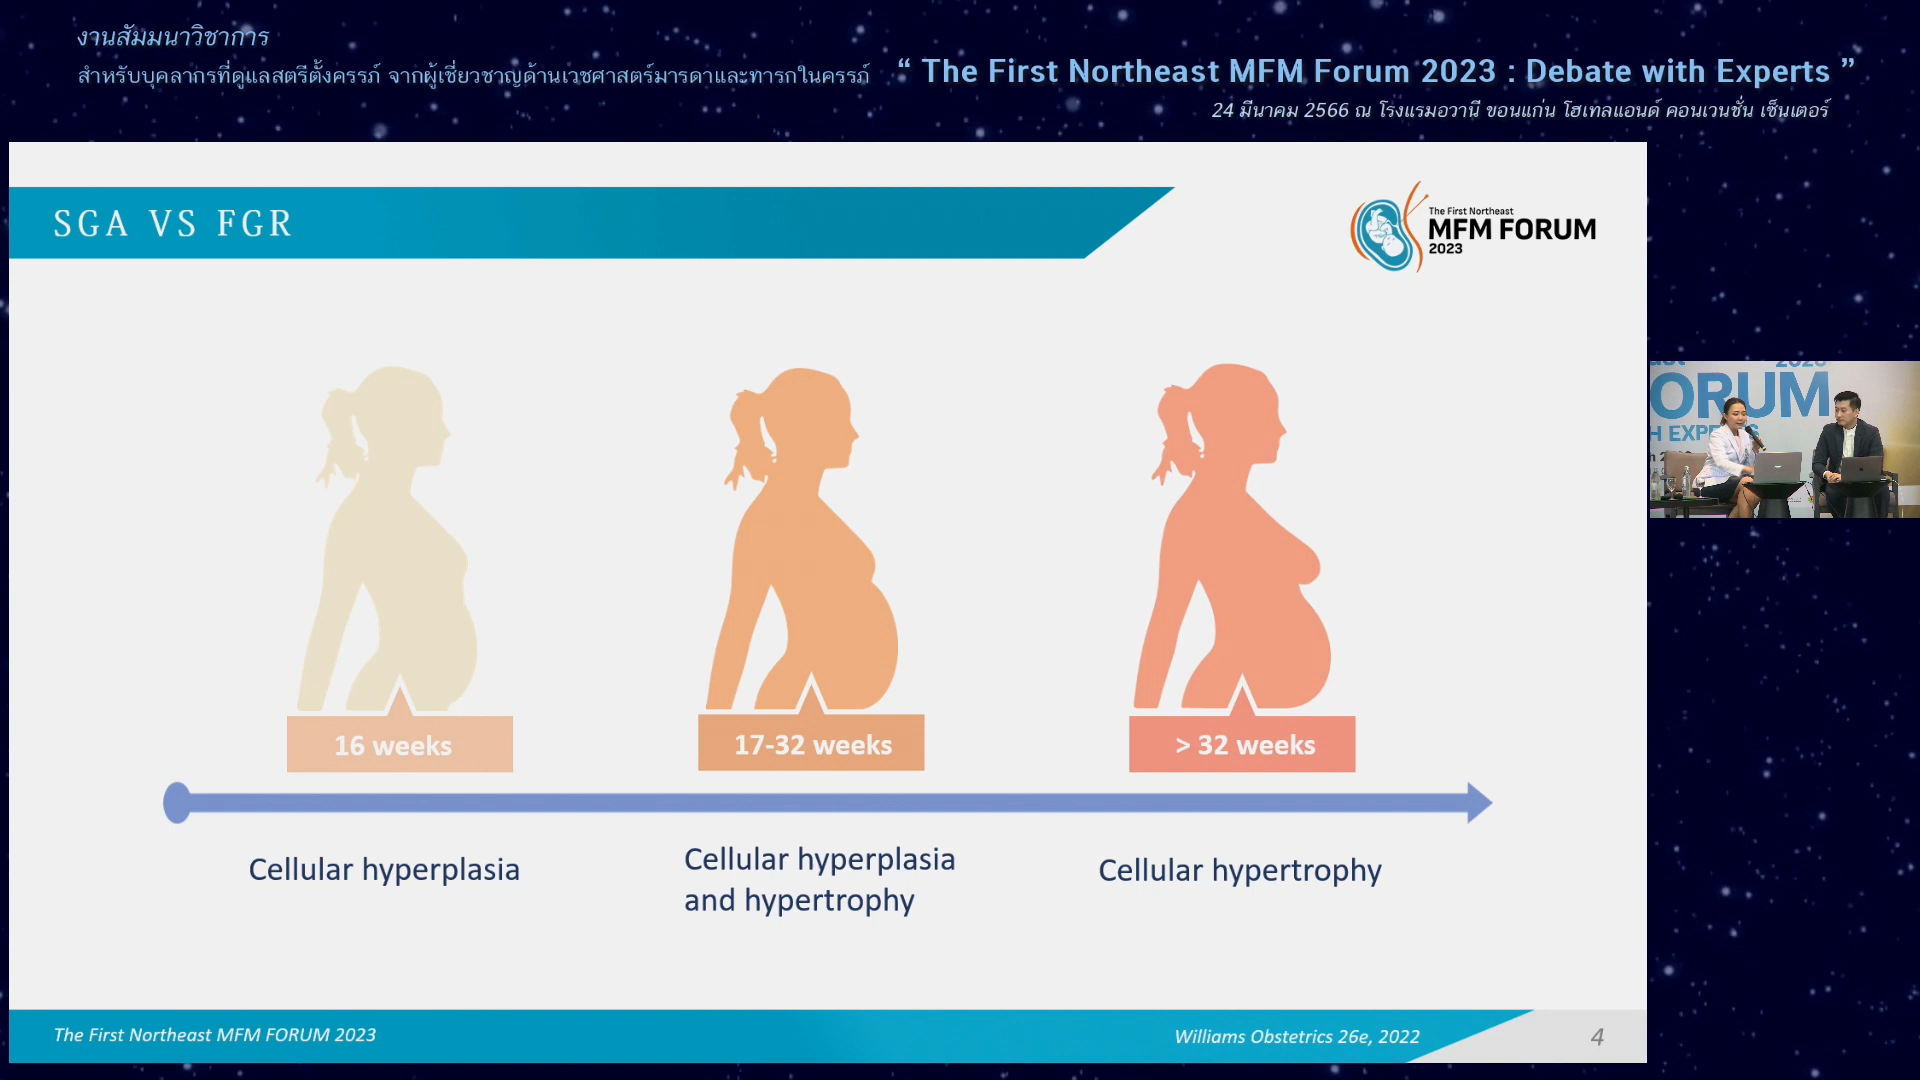 งานสัมมนาวิชาการ
สำหรับบุคลากรที่ดูแลสตรีตั้งครรภ์ จากผู้เชี่ยวชาญด้านเวชศาสตร์มารดาและทารกในครรภ์
“ The First Northeast MFM Forum 2023 : Debate with Experts ”
24 มีนาคม 2566 ณ โรงแรมอวานี ขอนแก่น โฮเทลแอนด์ คอนเวนชั่น เซ็นเตอร์
SGA VS FGR
The First Northeast
MFM FORUM
2023
16 weeks
17-32 weeks
> 32 weeks
Cellular hyperplasia
Cellular hyperplasia
and hypertrophy
Cellular hypertrophy
2023
ORUM
H EXPERTS
The First Northeast MFM FORUM 2023
Williams Obstetrics 26e, 2022
4